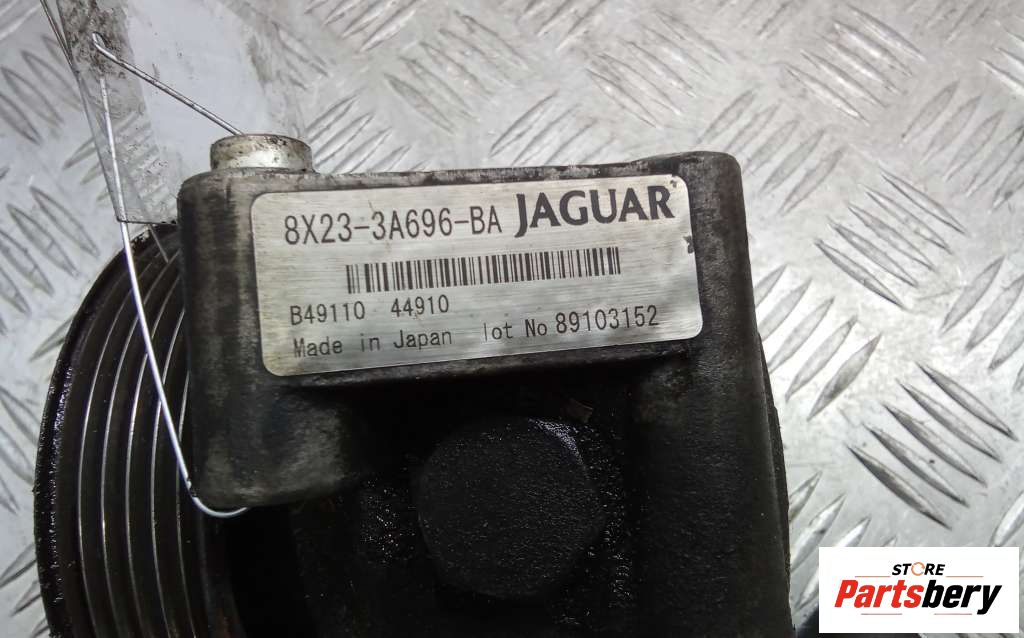 8X23-3A696-BA JAGUAR
B49110 44910
Made in Japan lot No 89103152
STORE
Partsbery